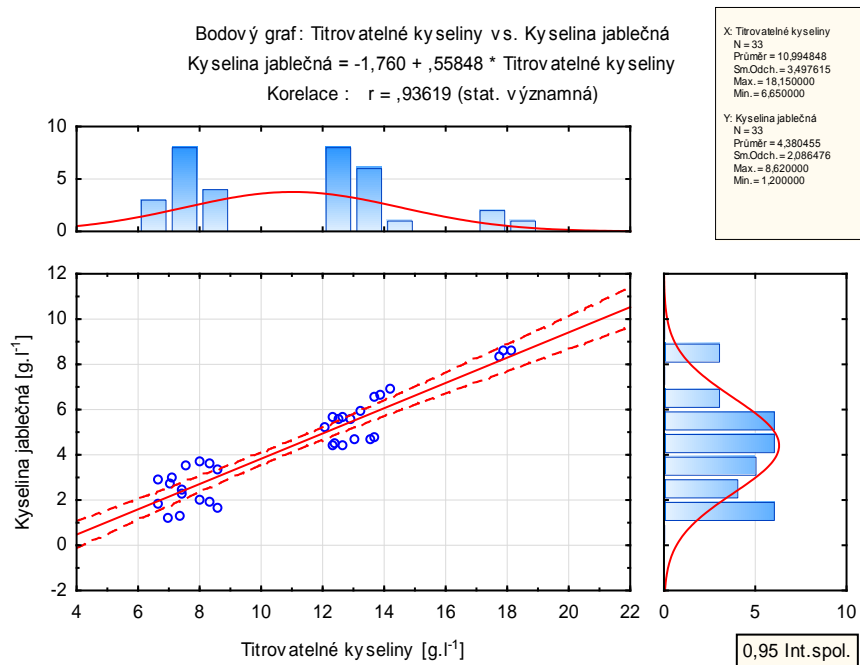 Bodový graf: Titrovatelné kyseliny vs. Kyselina jablečná
Kyselina jablečná = -1,760 + ,55848 * Titrovatelné kyseliny
Korelace : r = ,93619 (stat. významná)
X: Titrovatelné kyseliny
N = 33
Průměr = 10,994848
Sm.Odch.= 3,497615
Max. = 18,150000
Min. = 6,650000
Y: Kyselina jablečná
N = 33
Průměr = 4,380455
Sm.Odch.= 2,086476
Max. = 8,620000
Min. = 1,200000
10
5
0
12
10
8
6
4
2
0
-2
Kyselina jablečná [g.l-1]
4 6 8 10 12 14 16 18 20 22
Titrovatelné kyseliny [g.l-1]
0 5 10
0,95 Int.spol.